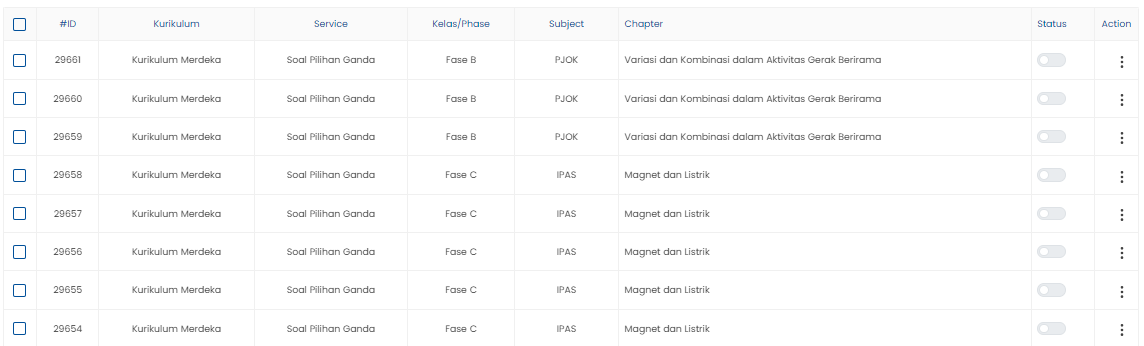 #ID Kurikulum Service Kelas/Phase Subject Chapter Status Action
29661 Kurikulum Merdeka Soal Pilihan Ganda Fase B PJOK Variasi dan Kombinasi dalam Aktivitas Gerak Berirama
29660 Kurikulum Merdeka Soal Pilihan Ganda Fase B PJOK Variasi dan Kombinasi dalam Aktivitas Gerak Berirama
29659 Kurikulum Merdeka Soal Pilihan Ganda Fase B PJOK Variasi dan Kombinasi dalam Aktivitas Gerak Berirama
29658 Kurikulum Merdeka Soal Pilihan Ganda Fase C IPAS Magnet dan Listrik
29657 Kurikulum Merdeka Soal Pilihan Ganda Fase C IPAS Magnet dan Listrik
29656 Kurikulum Merdeka Soal Pilihan Ganda Fase C IPAS Magnet dan Listrik
29655 Kurikulum Merdeka Soal Pilihan Ganda Fase C IPAS Magnet dan Listrik
29654 Kurikulum Merdeka Soal Pilihan Ganda Fase C IPAS Magnet dan Listrik